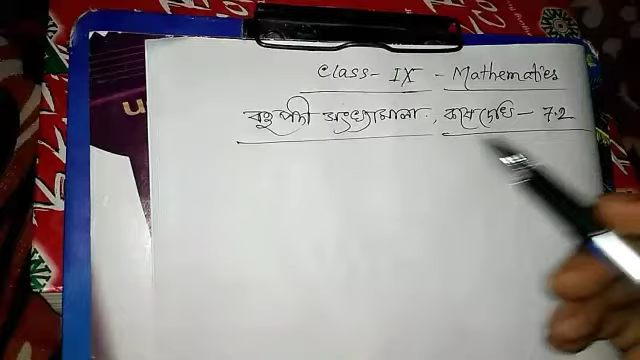 Class - IX - Mathematics
বহুপদী সংখ্যামালা, কষে দেখি - 7.2